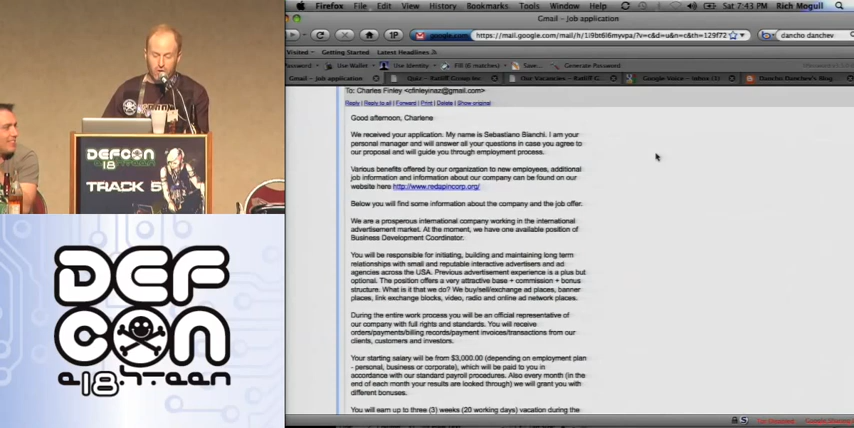 DEFCON
18
TRACK 5
DEF
CON
e18hteen
Firefox File Edit View History Bookmarks Tools Window Help
Sat 7:43 PM Rich Mogull
Gmail – Job application
google.com
https://mail.google.com/mail/h/
dancho danchev
Visited Getting Started Latest Headlines
Password Use Wallet Use Identity Fill (6 matches) Save... Generate Password
Gmail – Job application
Our Vacancies –
Google Voice – Inbox (1)
Dancho Danchev's Blog
To: Charles Finley <cfinleyinaz@gmail.com>
Reply | Reply to all | Forward | Print | Delete | Show original
Good afternoon, Charlene
We received your application. My name is Sebastiano Bianchi. I am your
personal manager and will answer all your questions in case you agree to
our proposal and will guide you through employment process.
Various benefits offered by our organization to new employees, additional
job information and information about our company can be found on our
website here http://www.redapincorp.org/
Below you will find some information about the company and the job offer.
We are a prosperous international company working in the international
advertisement market. At the moment, we have one available position of
Business Development Coordinator.
You will be responsible for initiating, building and maintaining long term
relationships with small and reputable interactive advertisers and ad
agencies across the USA. Previous advertisement experience is a plus but
optional. The position offers a very attractive base + commission + bonus
structure. What is it that we do? We buy/sell/exchange ad places, banner
places, link exchange blocks, video, radio and online ad network places.
During the entire work process you will be an official representative of
our company with full rights and standards. You will receive
orders/payments/billing records/payment invoices/transactions from our
clients, customers and investors.
Your starting salary will be from $3,000.00 (depending on employment plan
- personal, business or corporate), which will be paid to you in
accordance with our standard payroll procedures. Also every month (in the
end of each month your results are looked through) we will grant you with
different bonuses.
You will earn up to three (3) weeks (20 working days) vacation during the